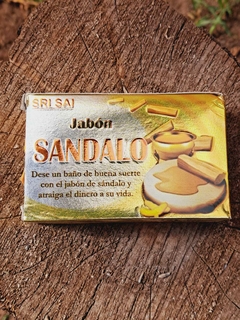 SRI SAI
Jabón
SANDALO
Dese un baño de buena suerte
con el jabón de sándalo y
atraiga el dinero a su vida.